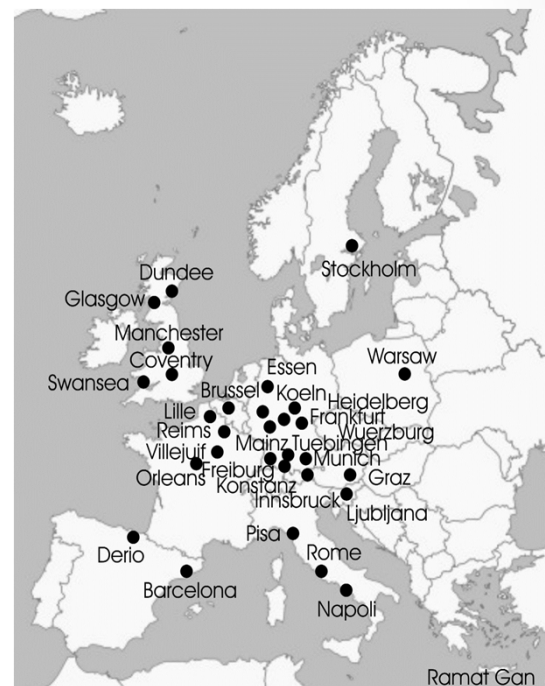 Stockholm
Dundee
Glasgow
Manchester
Coventry
Swansea
Warsaw
Essen
Brussel
Koeln
Heidelberg
Lille
Frankfurt
Reims
Wuerzburg
Mainz
Tuebingen
Villejuif
Munich
Freiburg
Orleans
Graz
Konstanz
Innsbruck
Ljubljana
Pisa
Rome
Derio
Barcelona
Napoli
Ramat Gan